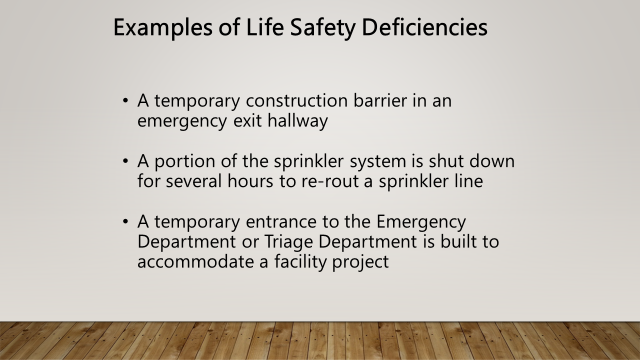 Examples of Life Safety Deficiencies
• A temporary construction barrier in an
emergency exit hallway
• A portion of the sprinkler system is shut down
for several hours to re-rout a sprinkler line
• A temporary entrance to the Emergency
Department or Triage Department is built to
accommodate a facility project